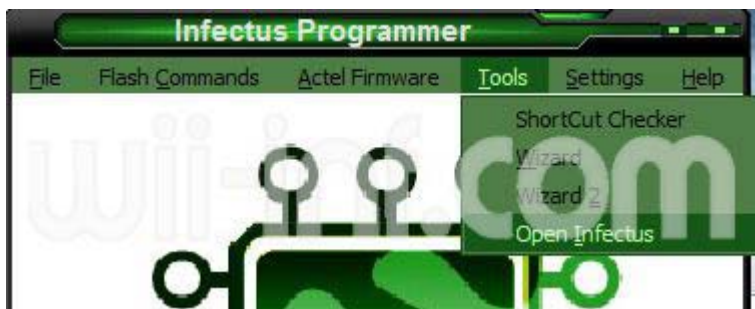 Infectus Programmer
File Flash Commands Actel Firmware Tools Settings Help
ShortCut Checker
Wizard
Wizard 2
Open Infectus
wii-inf.com